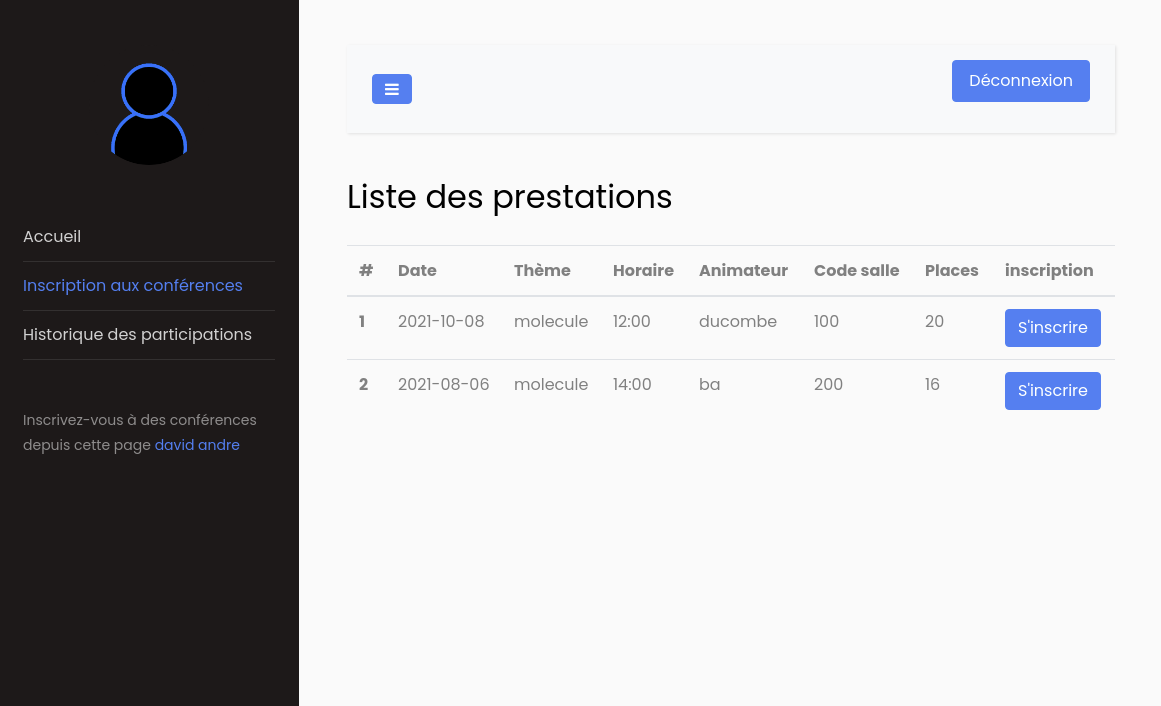 Déconnexion
Accueil
Inscription aux conférences
Historique des participations
Inscrivez-vous à des conférences
depuis cette page david andre
Liste des prestations
# Date Thème Horaire Animateur Code salle Places inscription
1 2021-10-08 molecule 12:00 ducombe 100 20 S'inscrire
2 2021-08-06 molecule 14:00 ba 200 16 S'inscrire